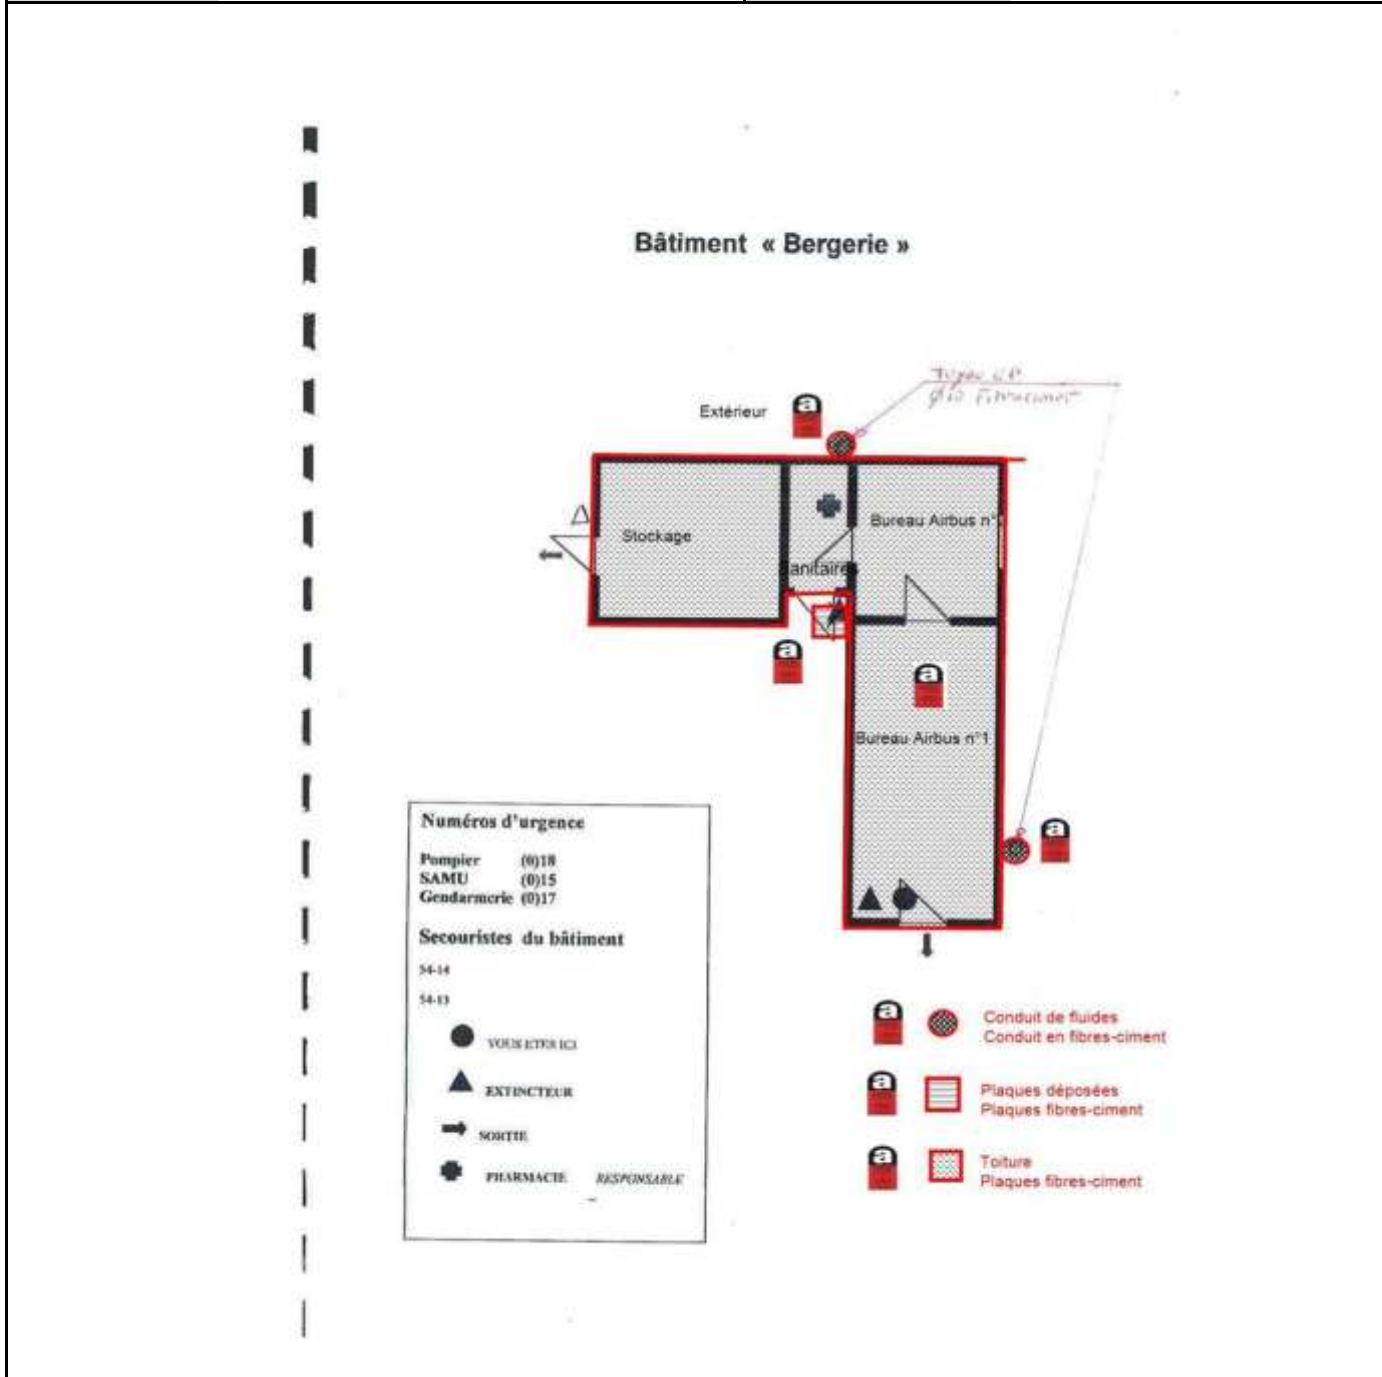 Bâtiment « Bergerie »
Extérieur
a
Stockage
Bureau Airbus n°
anitaires
a
a
Bureau Airbus n°1
a
Numéros d'urgence
Pompier (0)18
SAMU (0)15
Gendarmerie (0)17
Secouristes du bâtiment
54-14
54-13
VOUS ETES ICI
EXTINCTEUR
SORTIE
PHARMACIE RESPONSABLE
a
Conduit de fluides
Conduit en fibres-ciment
a
Plaques déposées
Plaques fibres-ciment
a
Toiture
Plaques fibres-ciment